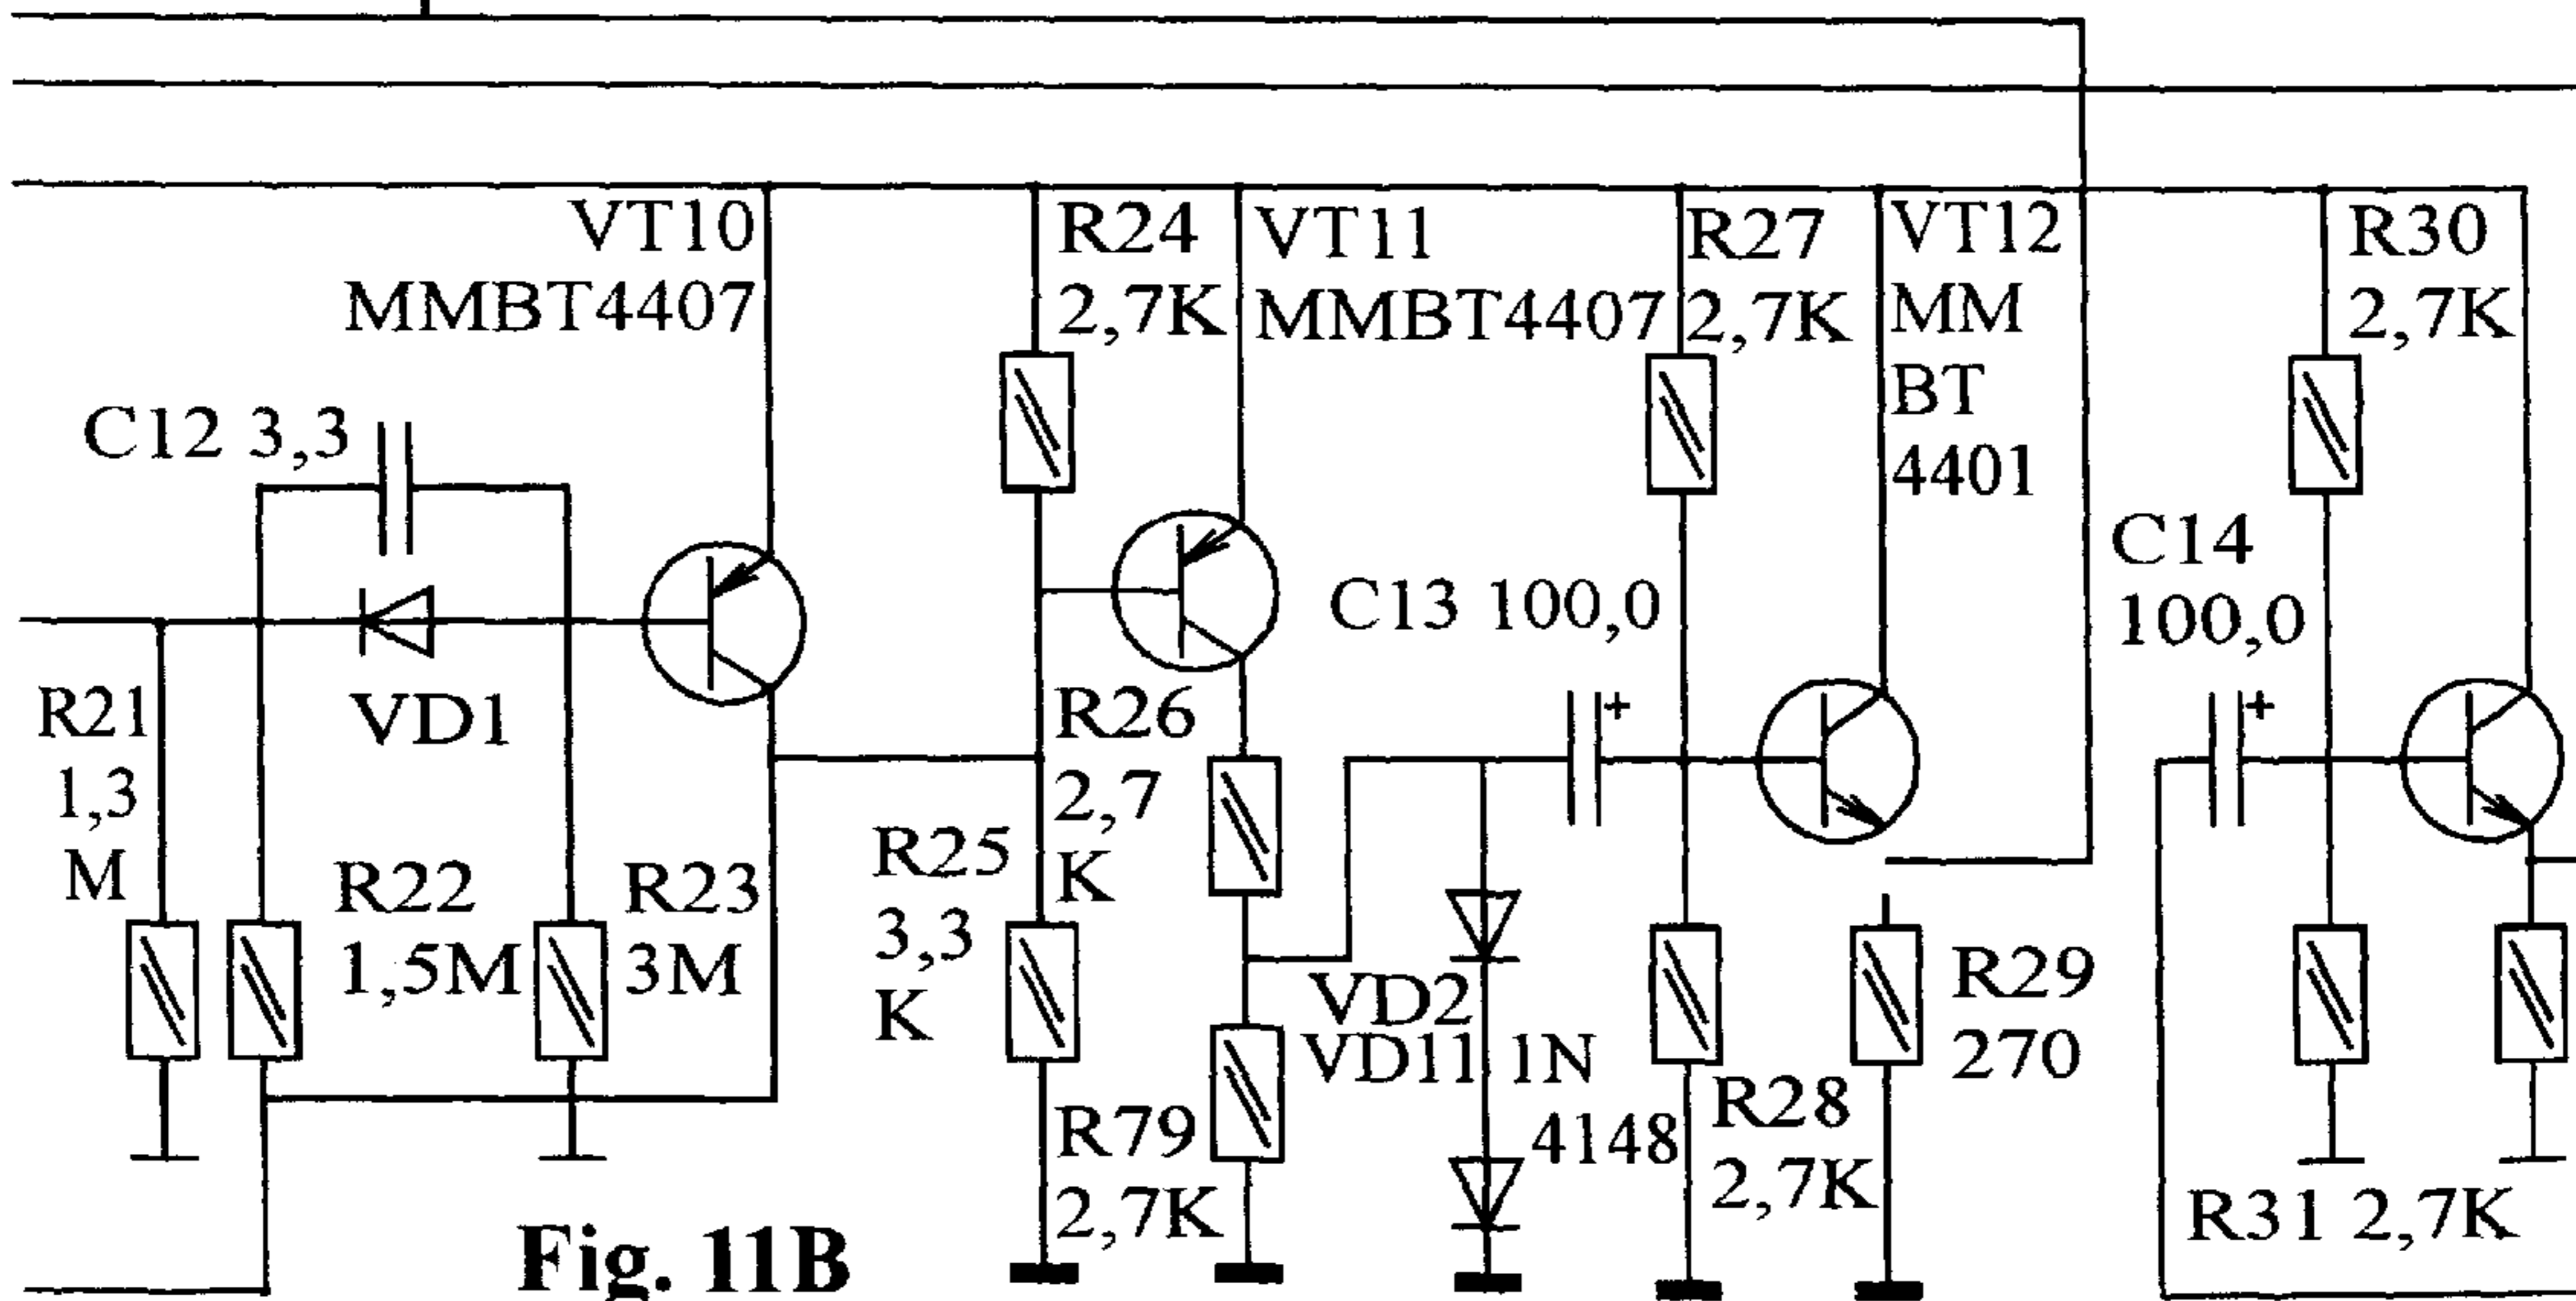 VT10
MMBT4407
R24
2,7K
VT11
MMBT4407
R27
2,7K
VT12
MM
BT
4401
R30
2,7K
C12 3,3
VD1
R21
1,3
M
R22
1,5M
R23
3M
R25
3,3
K
R26
2,7
K
C13 100,0
+
C14
100,0
+
VD2
VD11 1N
4148
R79
2,7K
R28
2,7K
R29
270
R31 2,7K
Fig. 11B